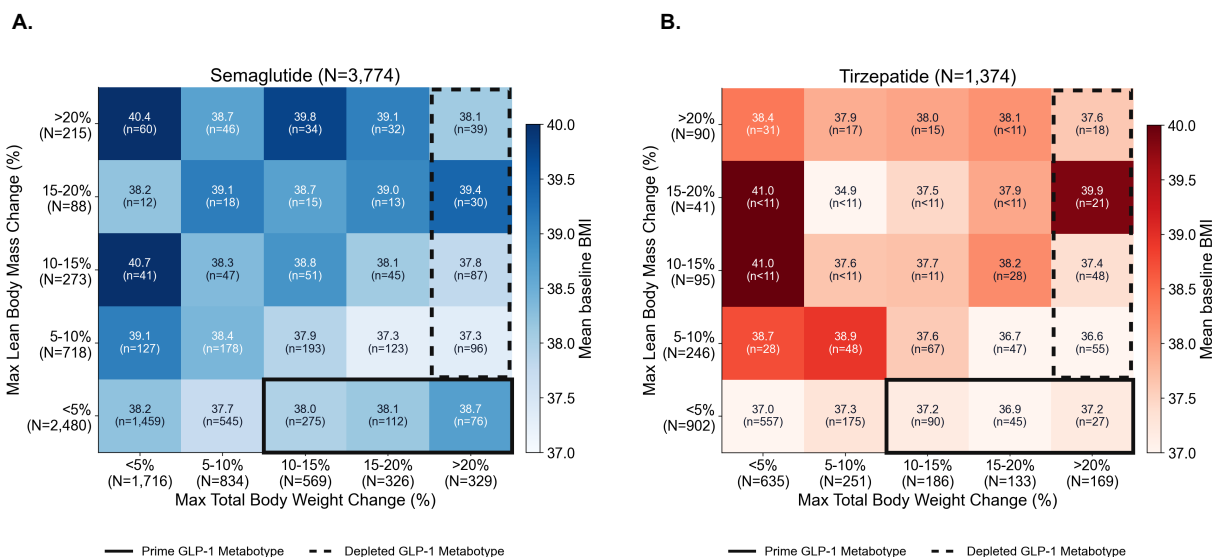 A.
Semaglutide (N=3,774)
Max Lean Body Mass Change (%)
>20%
(N=215)
40.4
(n=60)
38.7
(n=46)
39.8
(n=34)
39.1
(n=32)
38.1
(n=39)
15-20%
(N=88)
38.2
(n=12)
39.1
(n=18)
38.7
(n=15)
39.0
(n=13)
39.4
(n=30)
10-15%
(N=273)
40.7
(n=41)
38.3
(n=47)
38.8
(n=51)
38.1
(n=45)
37.8
(n=87)
5-10%
(N=718)
39.1
(n=127)
38.4
(n=178)
37.9
(n=193)
37.3
(n=123)
37.3
(n=96)
<5%
(N=2,480)
38.2
(n=1,459)
37.7
(n=545)
38.0
(n=275)
38.1
(n=112)
38.7
(n=76)
<5%
(N=1,716)
5-10%
(N=834)
10-15%
(N=569)
15-20%
(N=326)
>20%
(N=329)
Max Total Body Weight Change (%)
40.0
39.5
39.0
38.5
38.0
37.5
37.0
Mean baseline BMI
Prime GLP-1 Metabotype
Depleted GLP-1 Metabotype
B.
Tirzepatide (N=1,374)
Max Lean Body Mass Change (%)
>20%
(N=90)
38.4
(n=31)
37.9
(n=17)
38.0
(n=15)
38.1
(n<11)
37.6
(n=18)
15-20%
(N=41)
41.0
(n<11)
34.9
(n<11)
37.5
(n<11)
37.9
(n<11)
39.9
(n=21)
10-15%
(N=95)
41.0
(n<11)
37.6
(n<11)
37.7
(n=11)
38.2
(n=28)
37.4
(n=48)
5-10%
(N=246)
38.7
(n=28)
38.9
(n=48)
37.6
(n=67)
36.7
(n=47)
36.6
(n=55)
<5%
(N=902)
37.0
(n=557)
37.3
(n=175)
37.2
(n=90)
36.9
(n=45)
37.2
(n=27)
<5%
(N=635)
5-10%
(N=251)
10-15%
(N=186)
15-20%
(N=133)
>20%
(N=169)
Max Total Body Weight Change (%)
40.0
39.5
39.0
38.5
38.0
37.5
37.0
Mean baseline BMI
Prime GLP-1 Metabotype
Depleted GLP-1 Metabotype